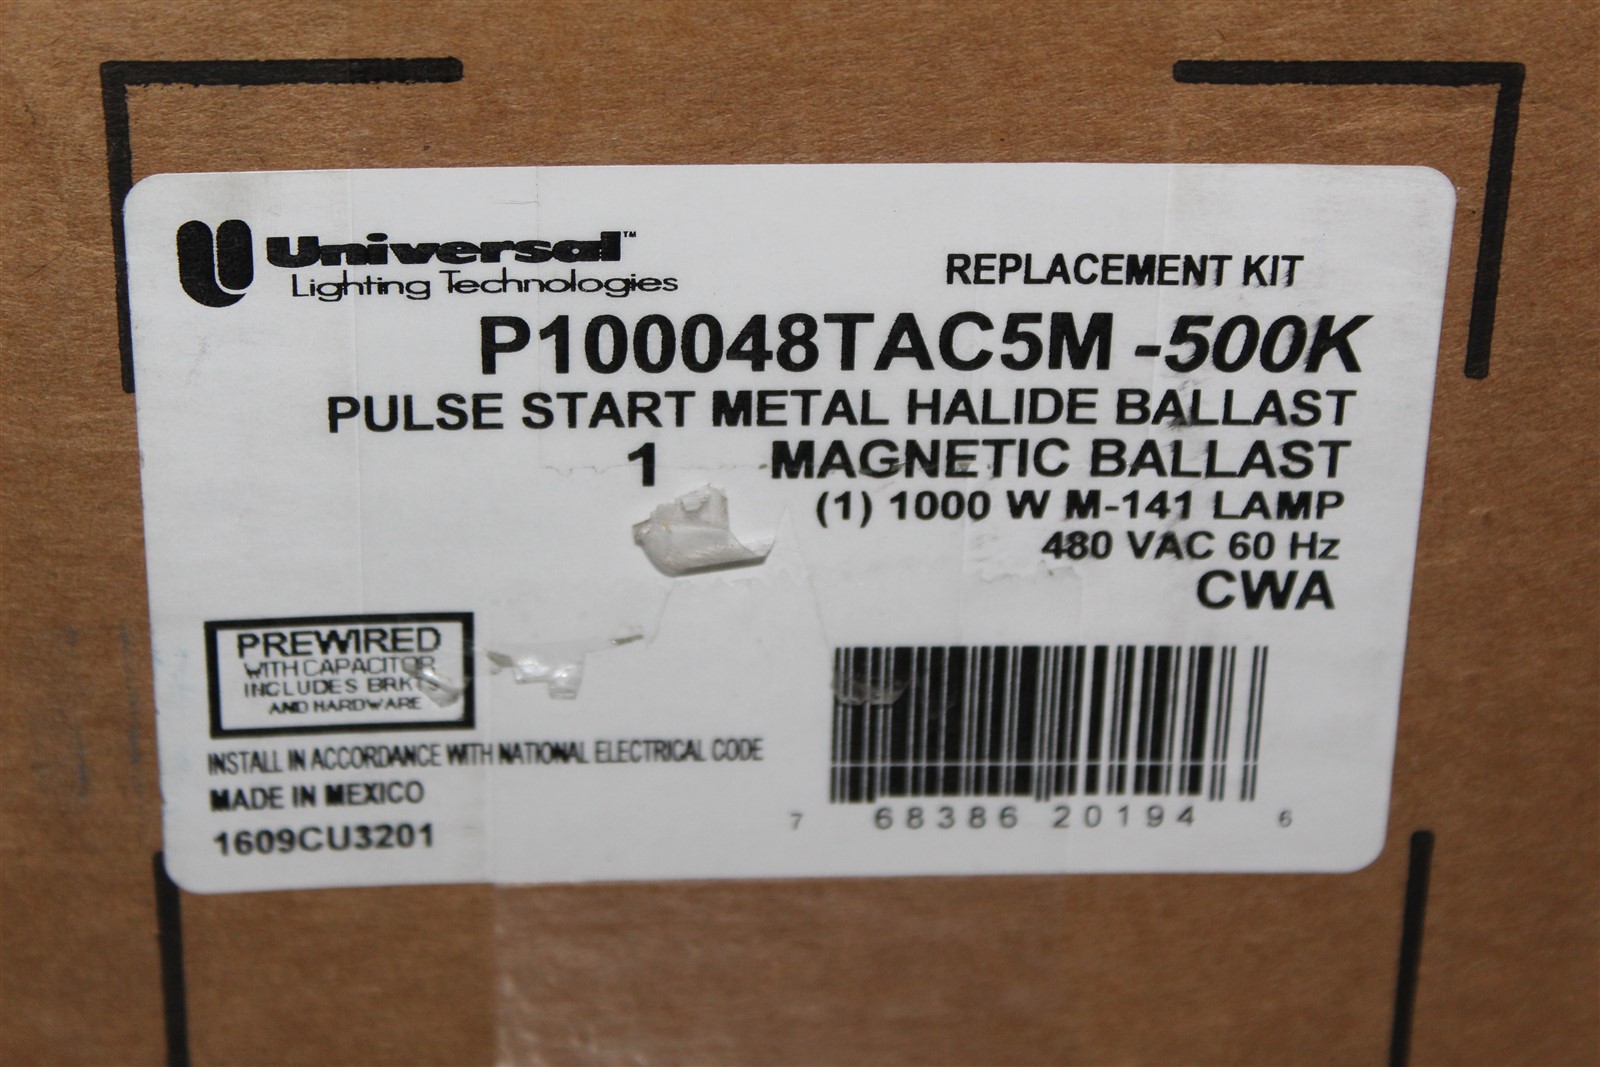 Universal™
Lighting Technologies
REPLACEMENT KIT
P100048TAC5M -500K
PULSE START METAL HALIDE BALLAST
1 MAGNETIC BALLAST
(1) 1000 W M-141 LAMP
480 VAC 60 Hz
CWA
PREWIRED
WITH CAPACITOR
INCLUDES BRKTS
AND HARDWARE
INSTALL IN ACCORDANCE WITH NATIONAL ELECTRICAL CODE
MADE IN MEXICO
1609CU3201
7 68386 20194 6